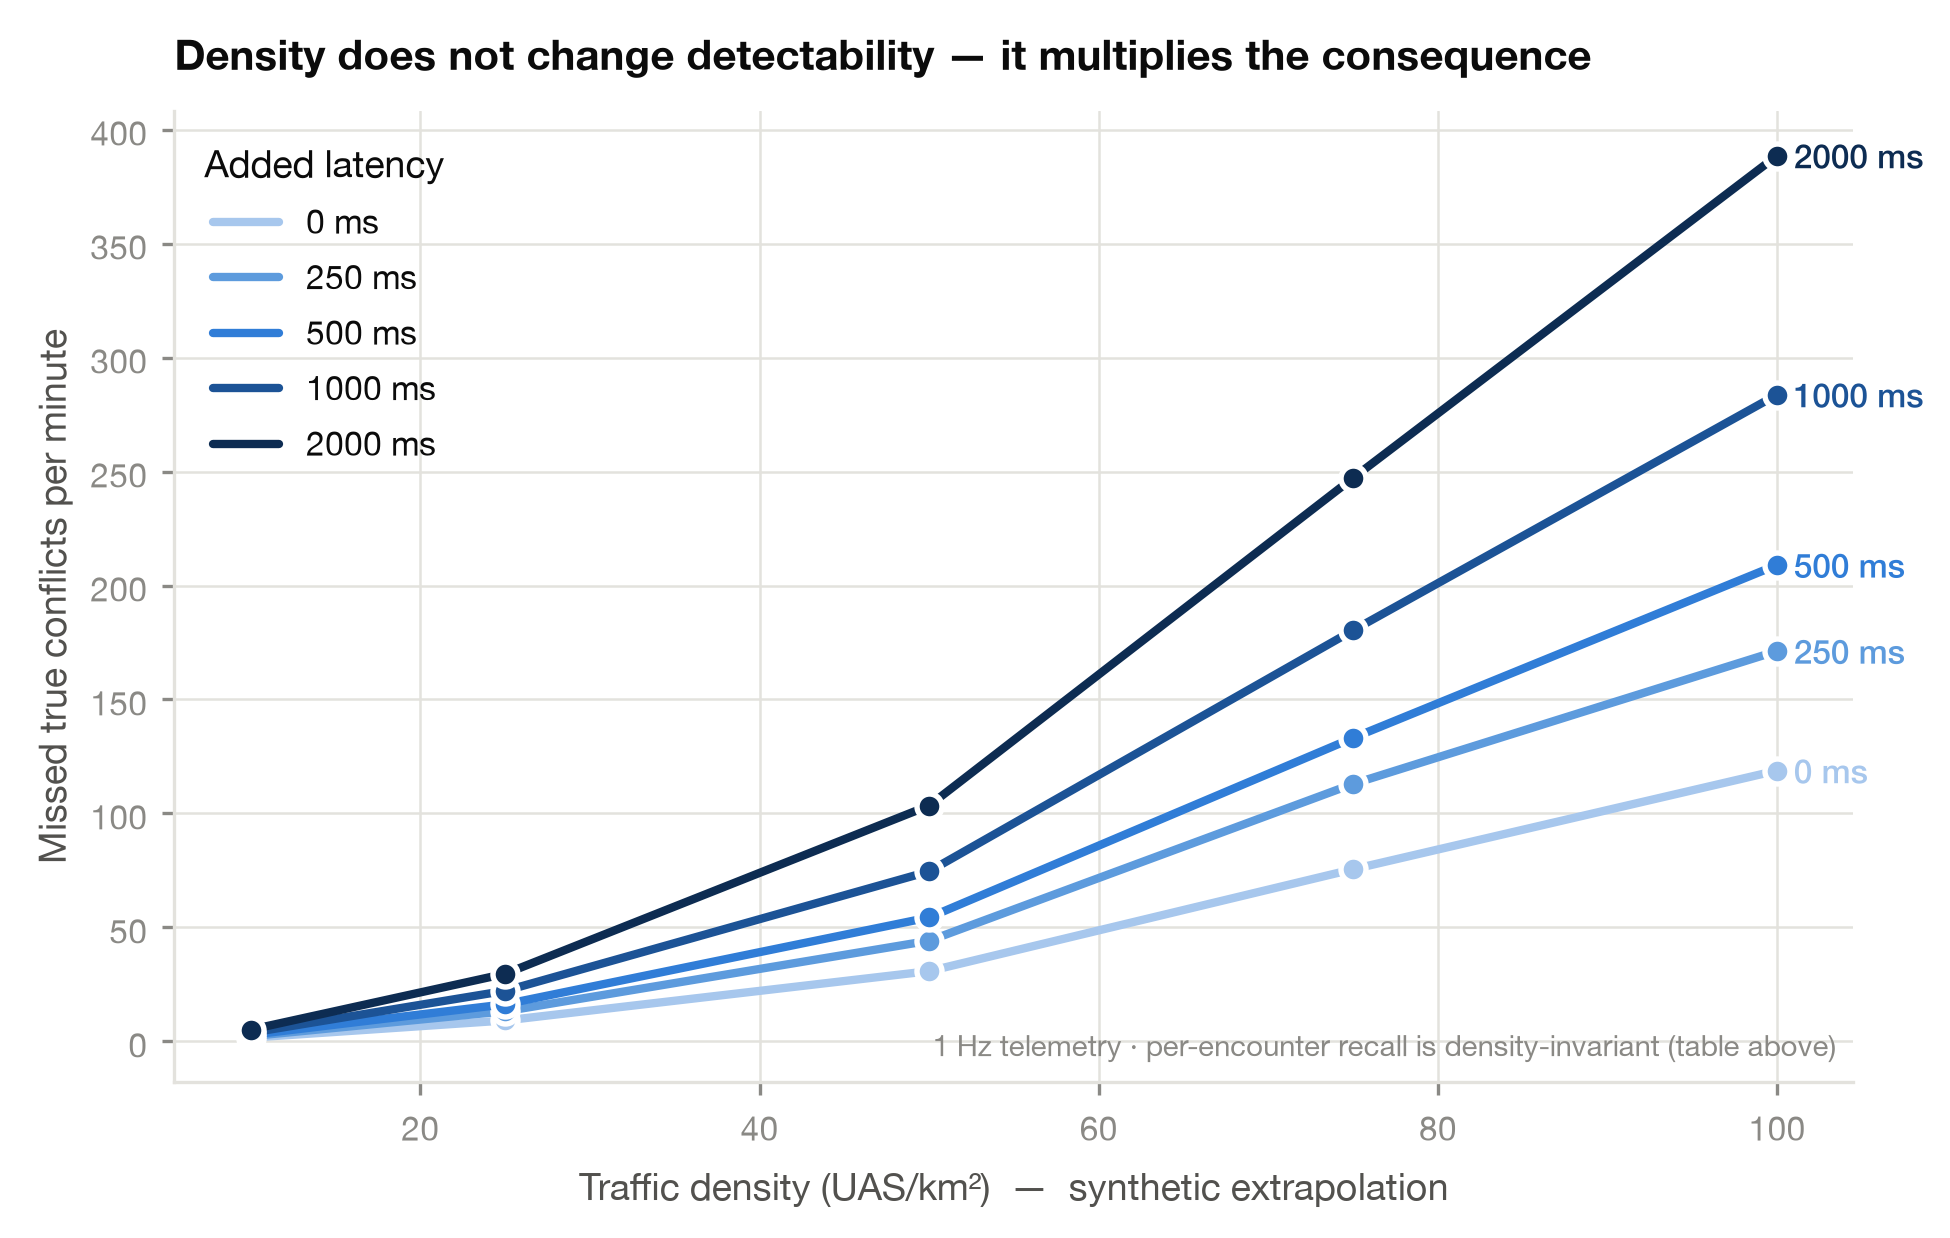 Density does not change detectability — it multiplies the consequence
400
350
300
250
200
150
100
50
0
Missed true conflicts per minute
Added latency
0 ms
250 ms
500 ms
1000 ms
2000 ms
2000 ms
1000 ms
500 ms
250 ms
0 ms
1 Hz telemetry · per-encounter recall is density-invariant (table above)
20 40 60 80 100
Traffic density (UAS/km²) — synthetic extrapolation